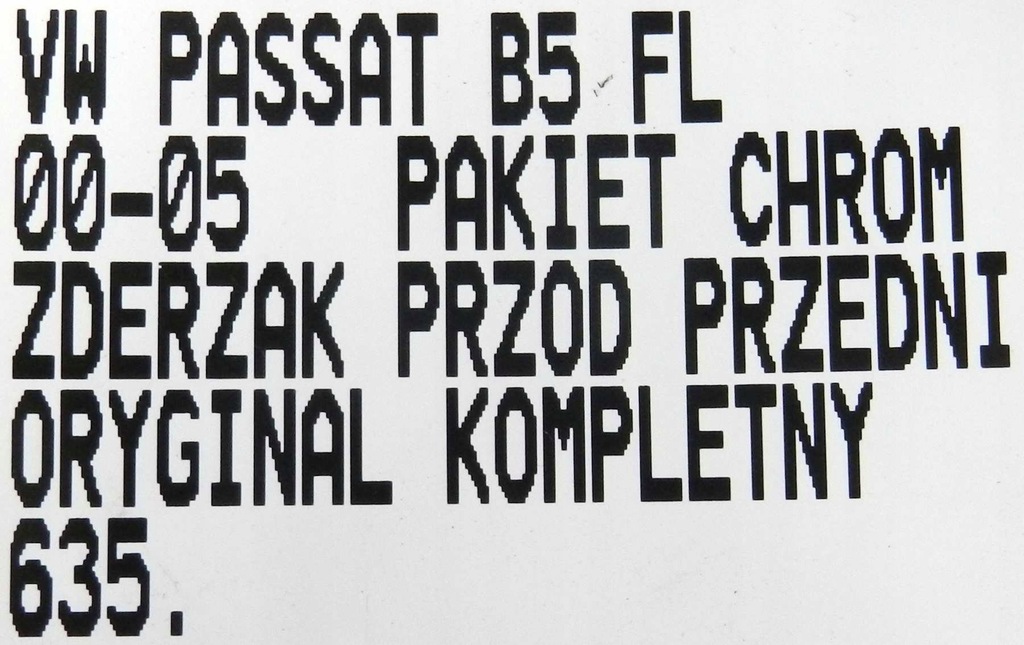 VW PASSAT B5 FL
00-05 PAKIET CHROM
ZDERZAK PRZOD PRZEDNI
ORYGINAL KOMPLETNY
635.